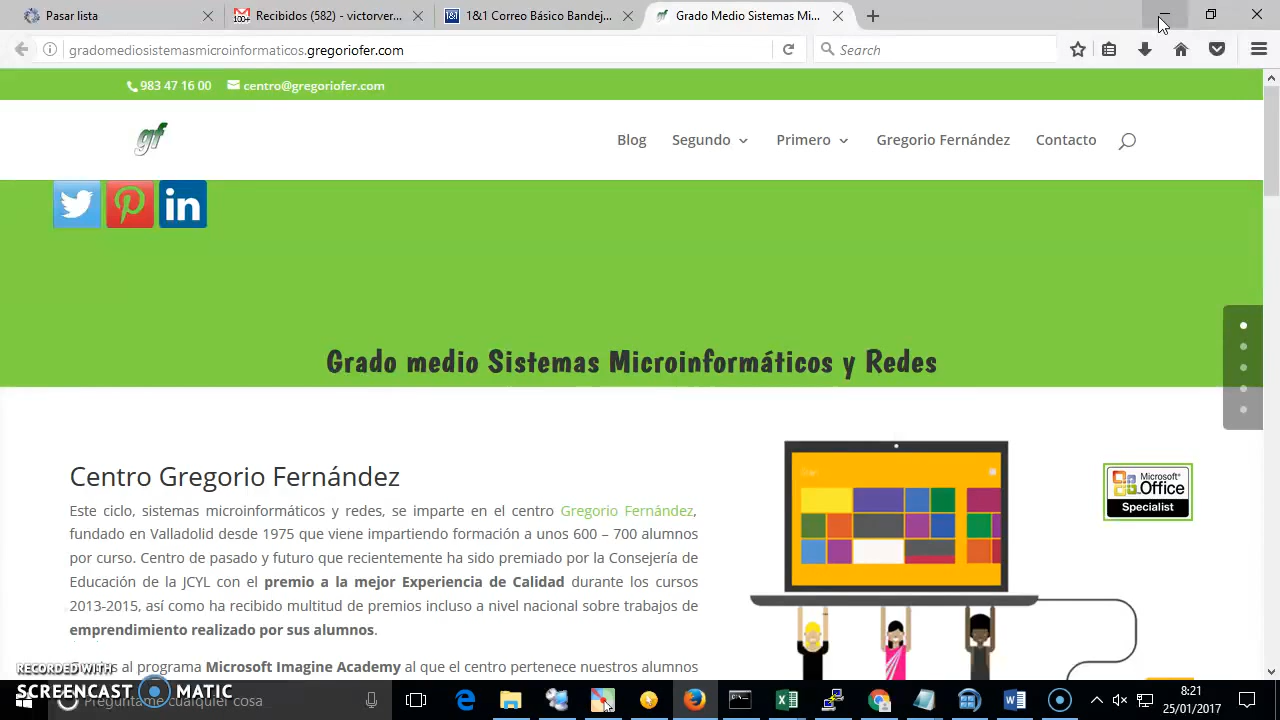 Pasar lista
100+
Recibidos (582) - victorver...
1&1
1&1 Correo Básico Bandej...
Grado Medio Sistemas Mi...
gradomediosistemasmicroinformaticos.gregoriofer.com
Search
983 47 16 00
centro@gregoriofer.com
gf
Blog
Segundo
Primero
Gregorio Fernández
Contacto
in
Grado medio Sistemas Microinformáticos y Redes
Centro Gregorio Fernández
Este ciclo, sistemas microinformáticos y redes, se imparte en el centro Gregorio Fernández,
fundado en Valladolid desde 1975 que viene impartiendo formación a unos 600 – 700 alumnos
por curso. Centro de pasado y futuro que recientemente ha sido premiado por la Consejería de
Educación de la JCYL con el premio a la mejor Experiencia de Calidad durante los cursos
2013-2015, así como ha recibido multitud de premios incluso a nivel nacional sobre trabajos de
emprendimiento realizado por sus alumnos.
al programa Microsoft Imagine Academy al que el centro pertenece nuestros alumnos
Microsoft®
Office
Specialist
RECORDED WITH
SCREENCAST MATIC
Pregúntame cualquier cosa
8:21
25/01/2017